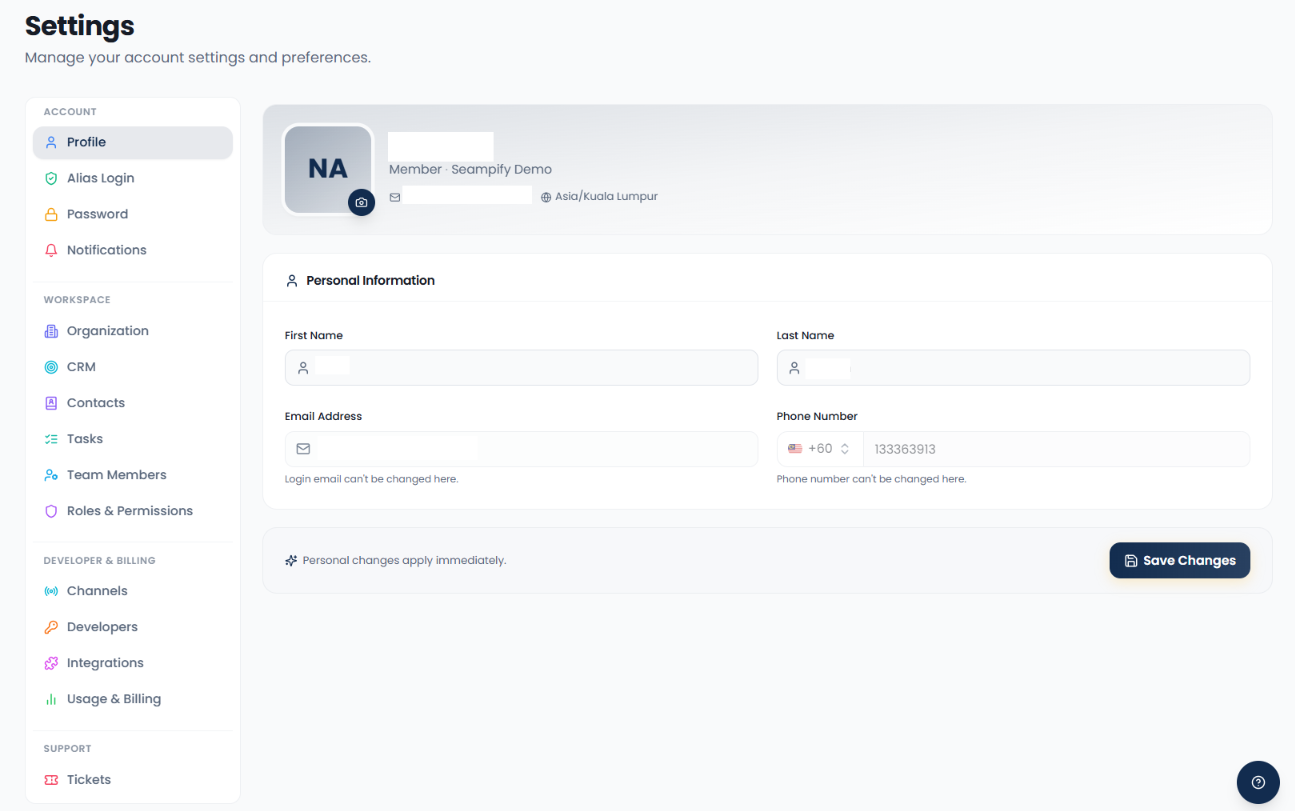 Settings
Manage your account settings and preferences.
ACCOUNT
Profile
Alias Login
Password
Notifications
WORKSPACE
Organization
CRM
Contacts
Tasks
Team Members
Roles & Permissions
DEVELOPER & BILLING
Channels
Developers
Integrations
Usage & Billing
SUPPORT
Tickets
NA
Member · Seampify Demo
Asia/Kuala Lumpur
Personal Information
First Name
Last Name
Email Address
Phone Number
+60 133363913
Login email can't be changed here.
Phone number can't be changed here.
Personal changes apply immediately.
Save Changes